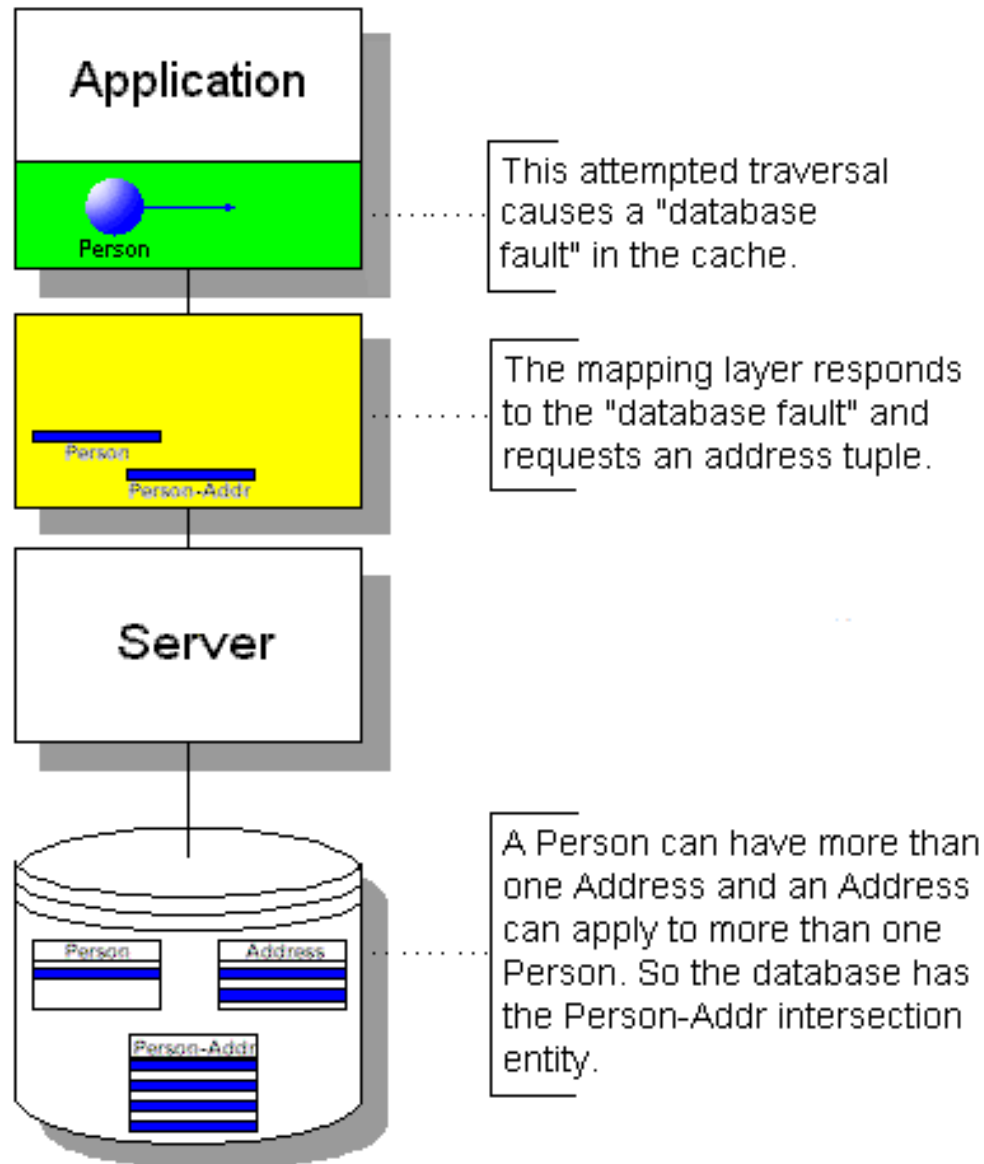 Application
Person
This attempted traversal
causes a "database
fault" in the cache.
Person
Person-Addr
The mapping layer responds
to the "database fault" and
requests an address tuple.
Server
Person
Address
Person-Addr
A Person can have more than
one Address and an Address
can apply to more than one
Person. So the database has
the Person-Addr intersection
entity.